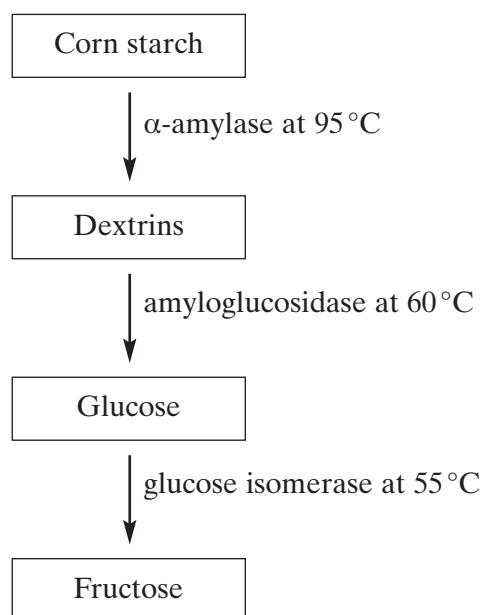 Corn starch
α-amylase at 95 °C
Dextrins
amyloglucosidase at 60 °C
Glucose
glucose isomerase at 55 °C
Fructose